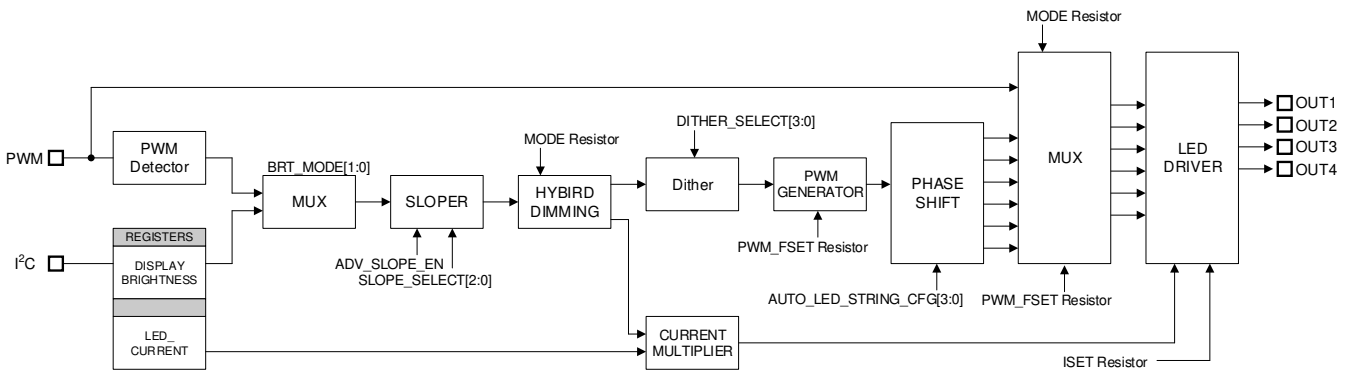 MODE Resistor
PWM
PWM
Detector
I²C
REGISTERS
DISPLAY
BRIGHTNESS
LED_
CURRENT
BRT_MODE[1:0]
MUX
SLOPER
ADV_SLOPE_EN
SLOPE_SELECT[2:0]
MODE Resistor
HYBIRD
DIMMING
DITHER_SELECT[3:0]
Dither
PWM
GENERATOR
PWM_FSET Resistor
CURRENT
MULTIPLIER
PHASE
SHIFT
AUTO_LED_STRING_CFG[3:0]
MUX
PWM_FSET Resistor
LED
DRIVER
ISET Resistor
OUT1
OUT2
OUT3
OUT4